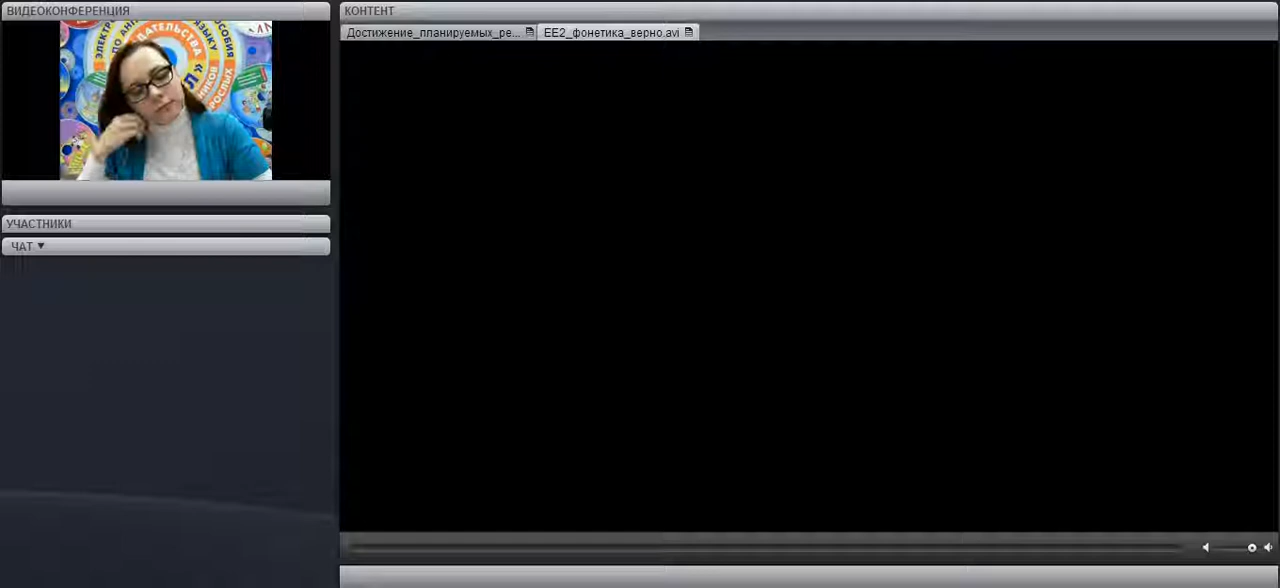 ВИДЕОКОНФЕРЕНЦИЯ
КОНТЕНТ
Достижение_планируемых_ре...
EE2_фонетика_верно.avi
УЧАСТНИКИ
ЧАТ ▼